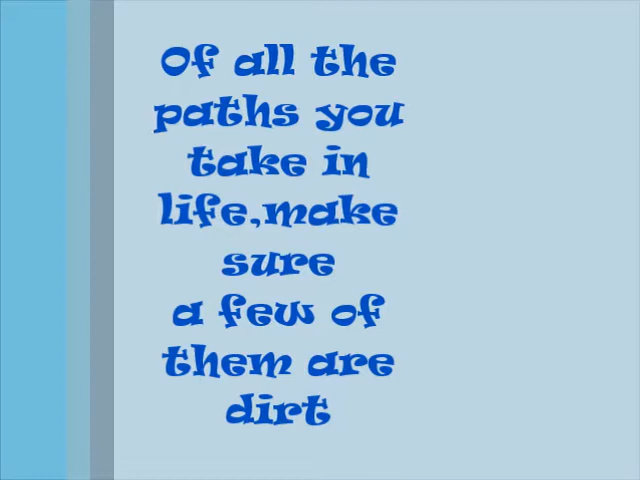 Of all the
paths you
take in
life,make
sure
a few of
them are
dirt